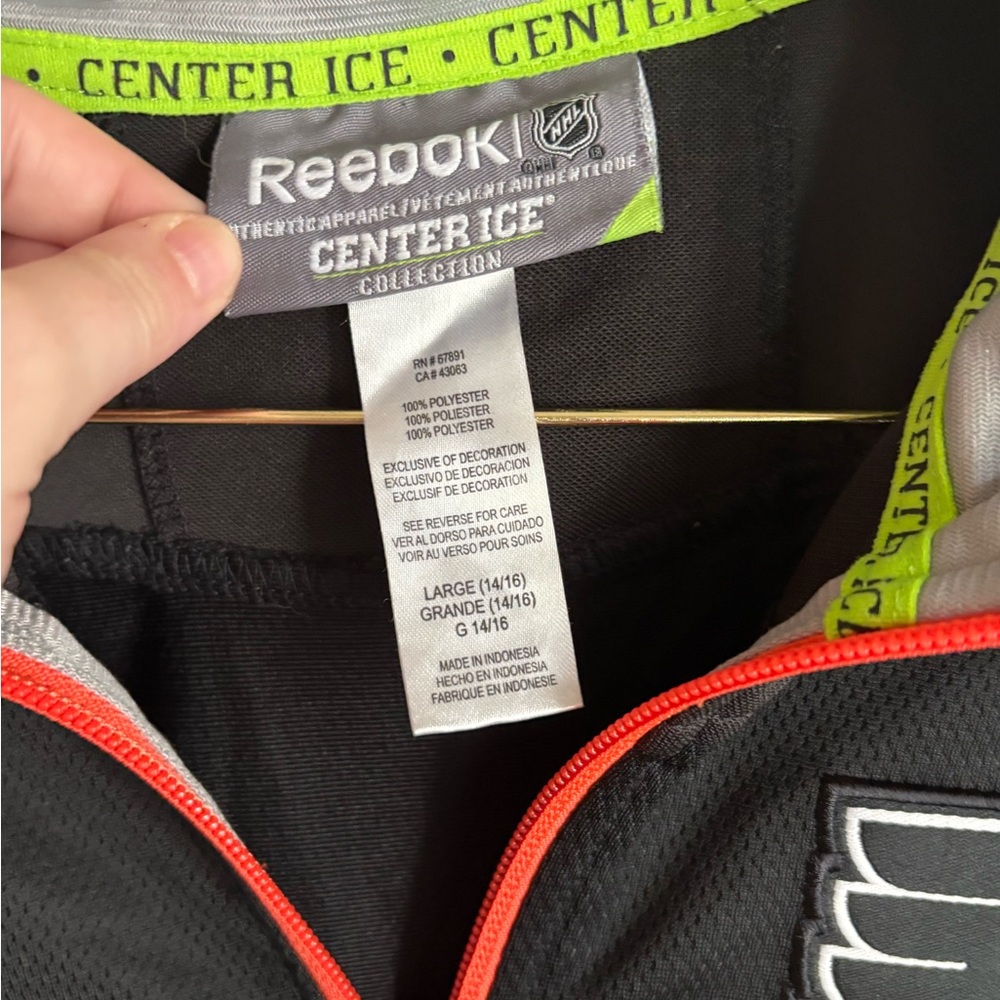 • CENTER ICE • CENTER
Reebok NHL
AUTHENTIC APPAREL/VÊTEMENT AUTHENTIQUE
CENTER ICE®
COLLECTION
RN # 67891
CA # 43063
100% POLYESTER
100% POLIESTER
100% POLYESTER
EXCLUSIVE OF DECORATION
EXCLUSIVO DE DECORACION
EXCLUSIF DE DECORATION
SEE REVERSE FOR CARE
VER AL DORSO PARA CUIDADO
VOIR AU VERSO POUR SOINS
LARGE (14/16)
GRANDE (14/16)
G 14/16
MADE IN INDONESIA
HECHO EN INDONESIA
FABRIQUE EN INDONESIE
ICE
CENT
ICE